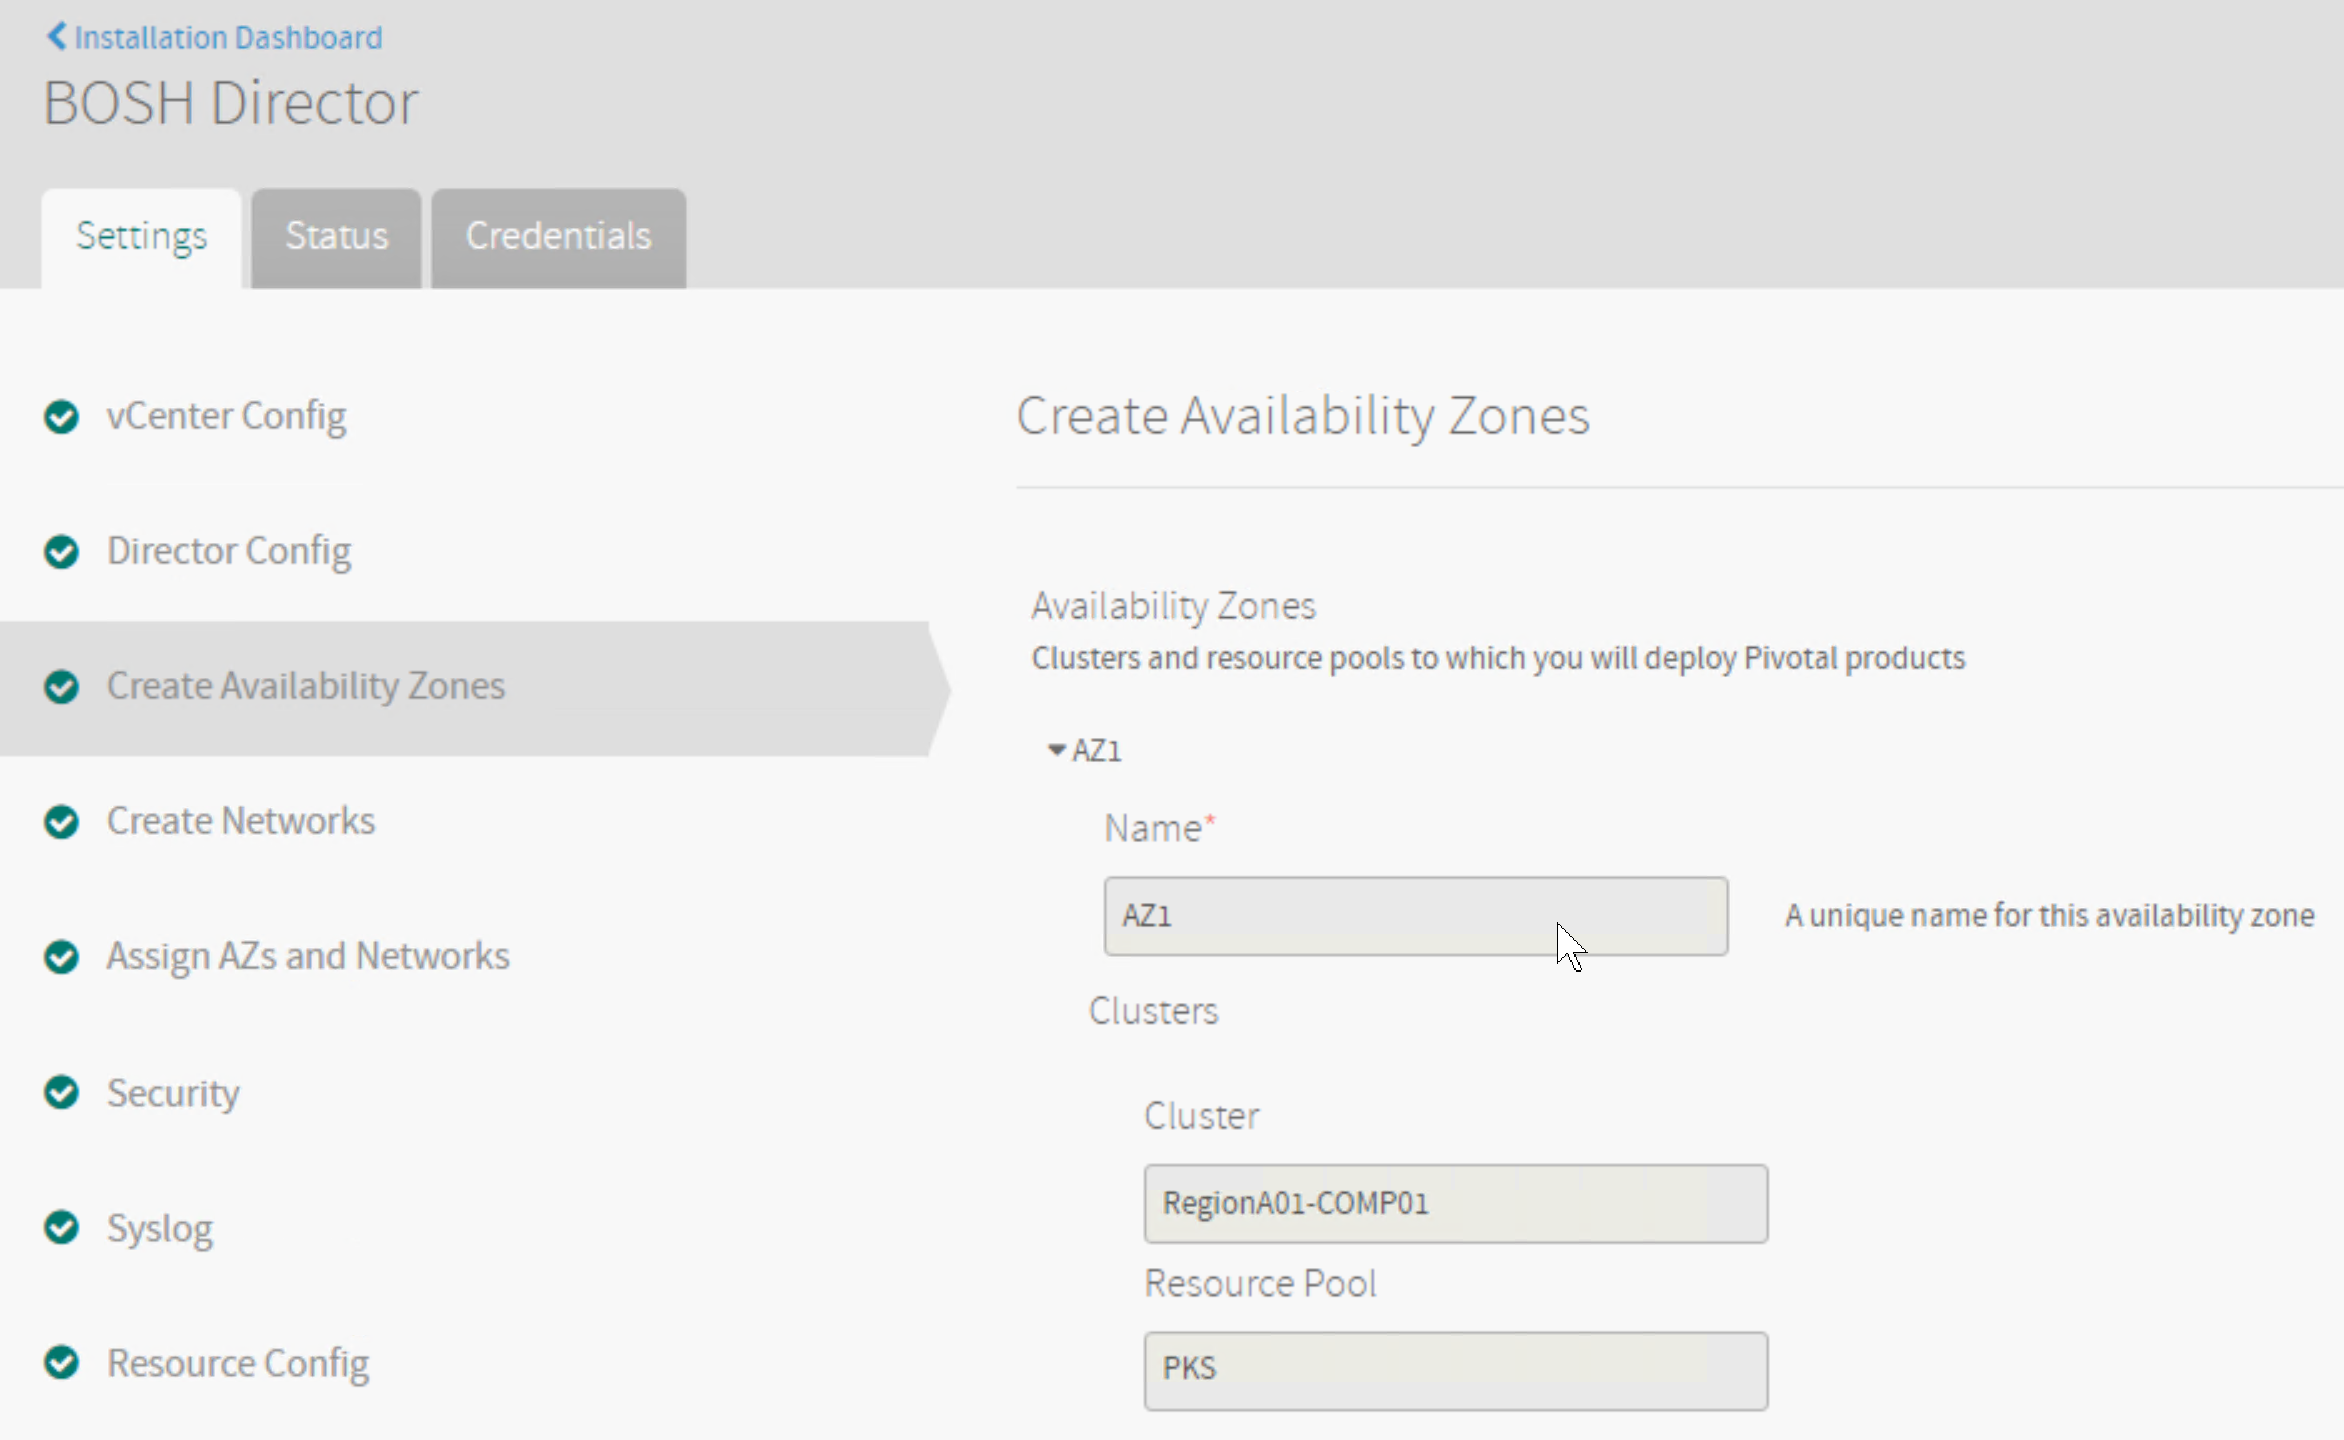 Installation Dashboard
BOSH Director
Settings
Status
Credentials
vCenter Config
Director Config
Create Availability Zones
Create Networks
Assign AZs and Networks
Security
Syslog
Resource Config
Create Availability Zones
Availability Zones
Clusters and resource pools to which you will deploy Pivotal products
AZ1
Name*
AZ1
A unique name for this availability zone
Clusters
Cluster
RegionA01-COMP01
Resource Pool
PKS